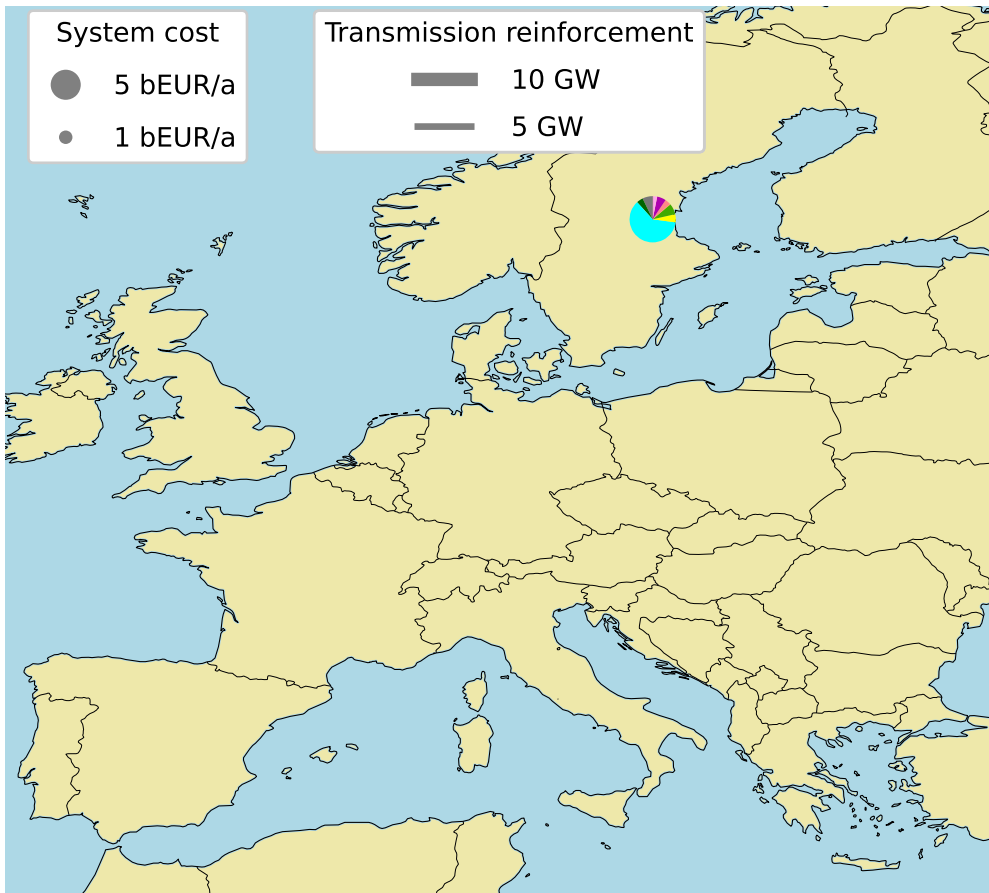 System cost
5 bEUR/a
1 bEUR/a
Transmission reinforcement
10 GW
5 GW